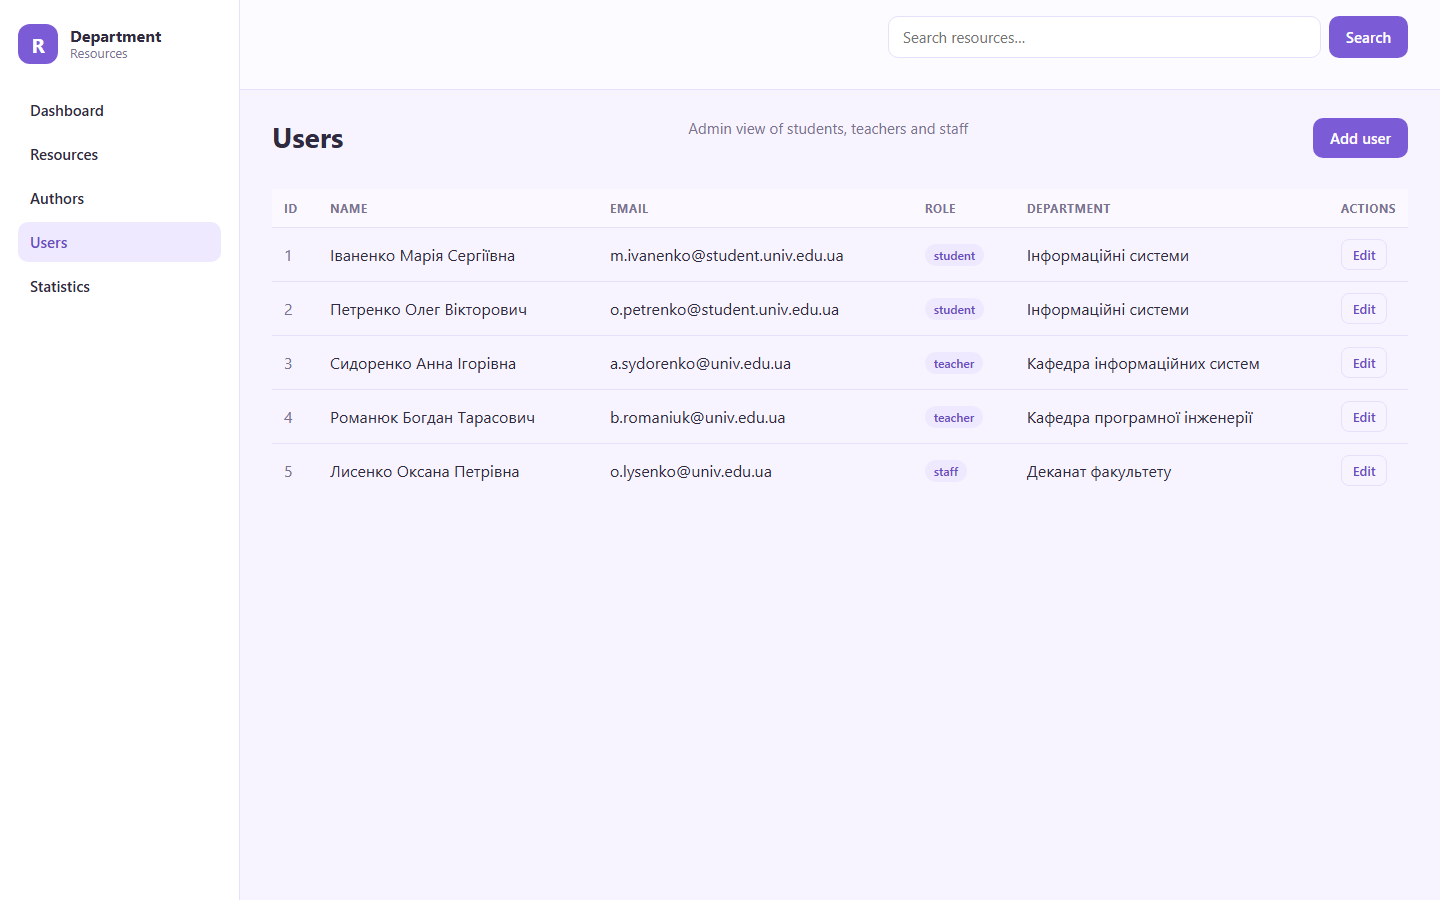 R
Department
Resources
Dashboard
Resources
Authors
Users
Statistics
Search resources...
Search
Users
Admin view of students, teachers and staff
Add user
ID NAME EMAIL ROLE DEPARTMENT ACTIONS
1 Іваненко Марія Сергіївна m.ivanenko@student.univ.edu.ua student Інформаційні системи Edit
2 Петренко Олег Вікторович o.petrenko@student.univ.edu.ua student Інформаційні системи Edit
3 Сидоренко Анна Ігорівна a.sydorenko@univ.edu.ua teacher Кафедра інформаційних систем Edit
4 Романюк Богдан Тарасович b.romaniuk@univ.edu.ua teacher Кафедра програмної інженерії Edit
5 Лисенко Оксана Петрівна o.lysenko@univ.edu.ua staff Деканат факультету Edit